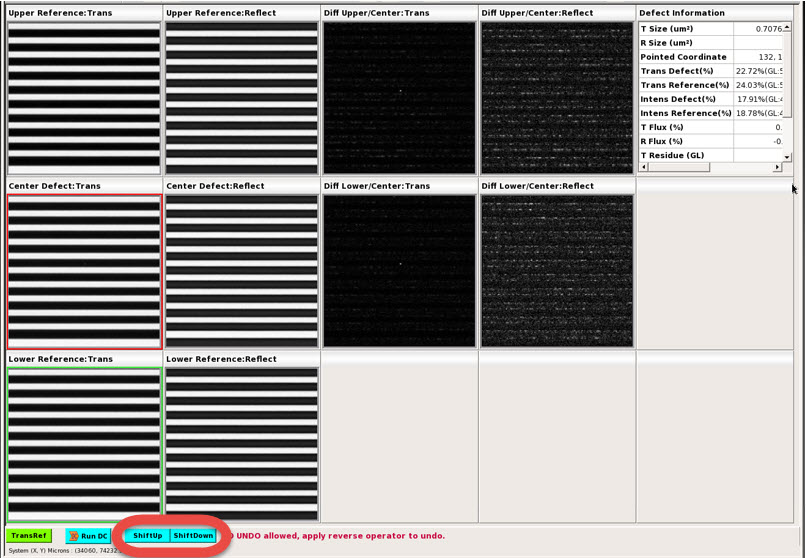 Upper Reference:Trans
Upper Reference:Reflect
Diff Upper/Center:Trans
Diff Upper/Center:Reflect
Defect Information
T Size (um²) 0.7076
R Size (um²)
Pointed Coordinate 132, 1
Trans Defect(%) 22.72%(GL:5
Trans Reference(%) 24.03%(GL:5
Intens Defect(%) 17.91%(GL:4
Intens Reference(%) 18.78%(GL:4
T Flux (%) 0.
R Flux (%) -0.
T Residue (GL)
Center Defect:Trans
Center Defect:Reflect
Diff Lower/Center:Trans
Diff Lower/Center:Reflect
Lower Reference:Trans
Lower Reference:Reflect
TransRef
Run DC
ShiftUp
ShiftDown
UNDO allowed, apply reverse operator to undo.
System (X, Y) Microns : (34060, 74232.